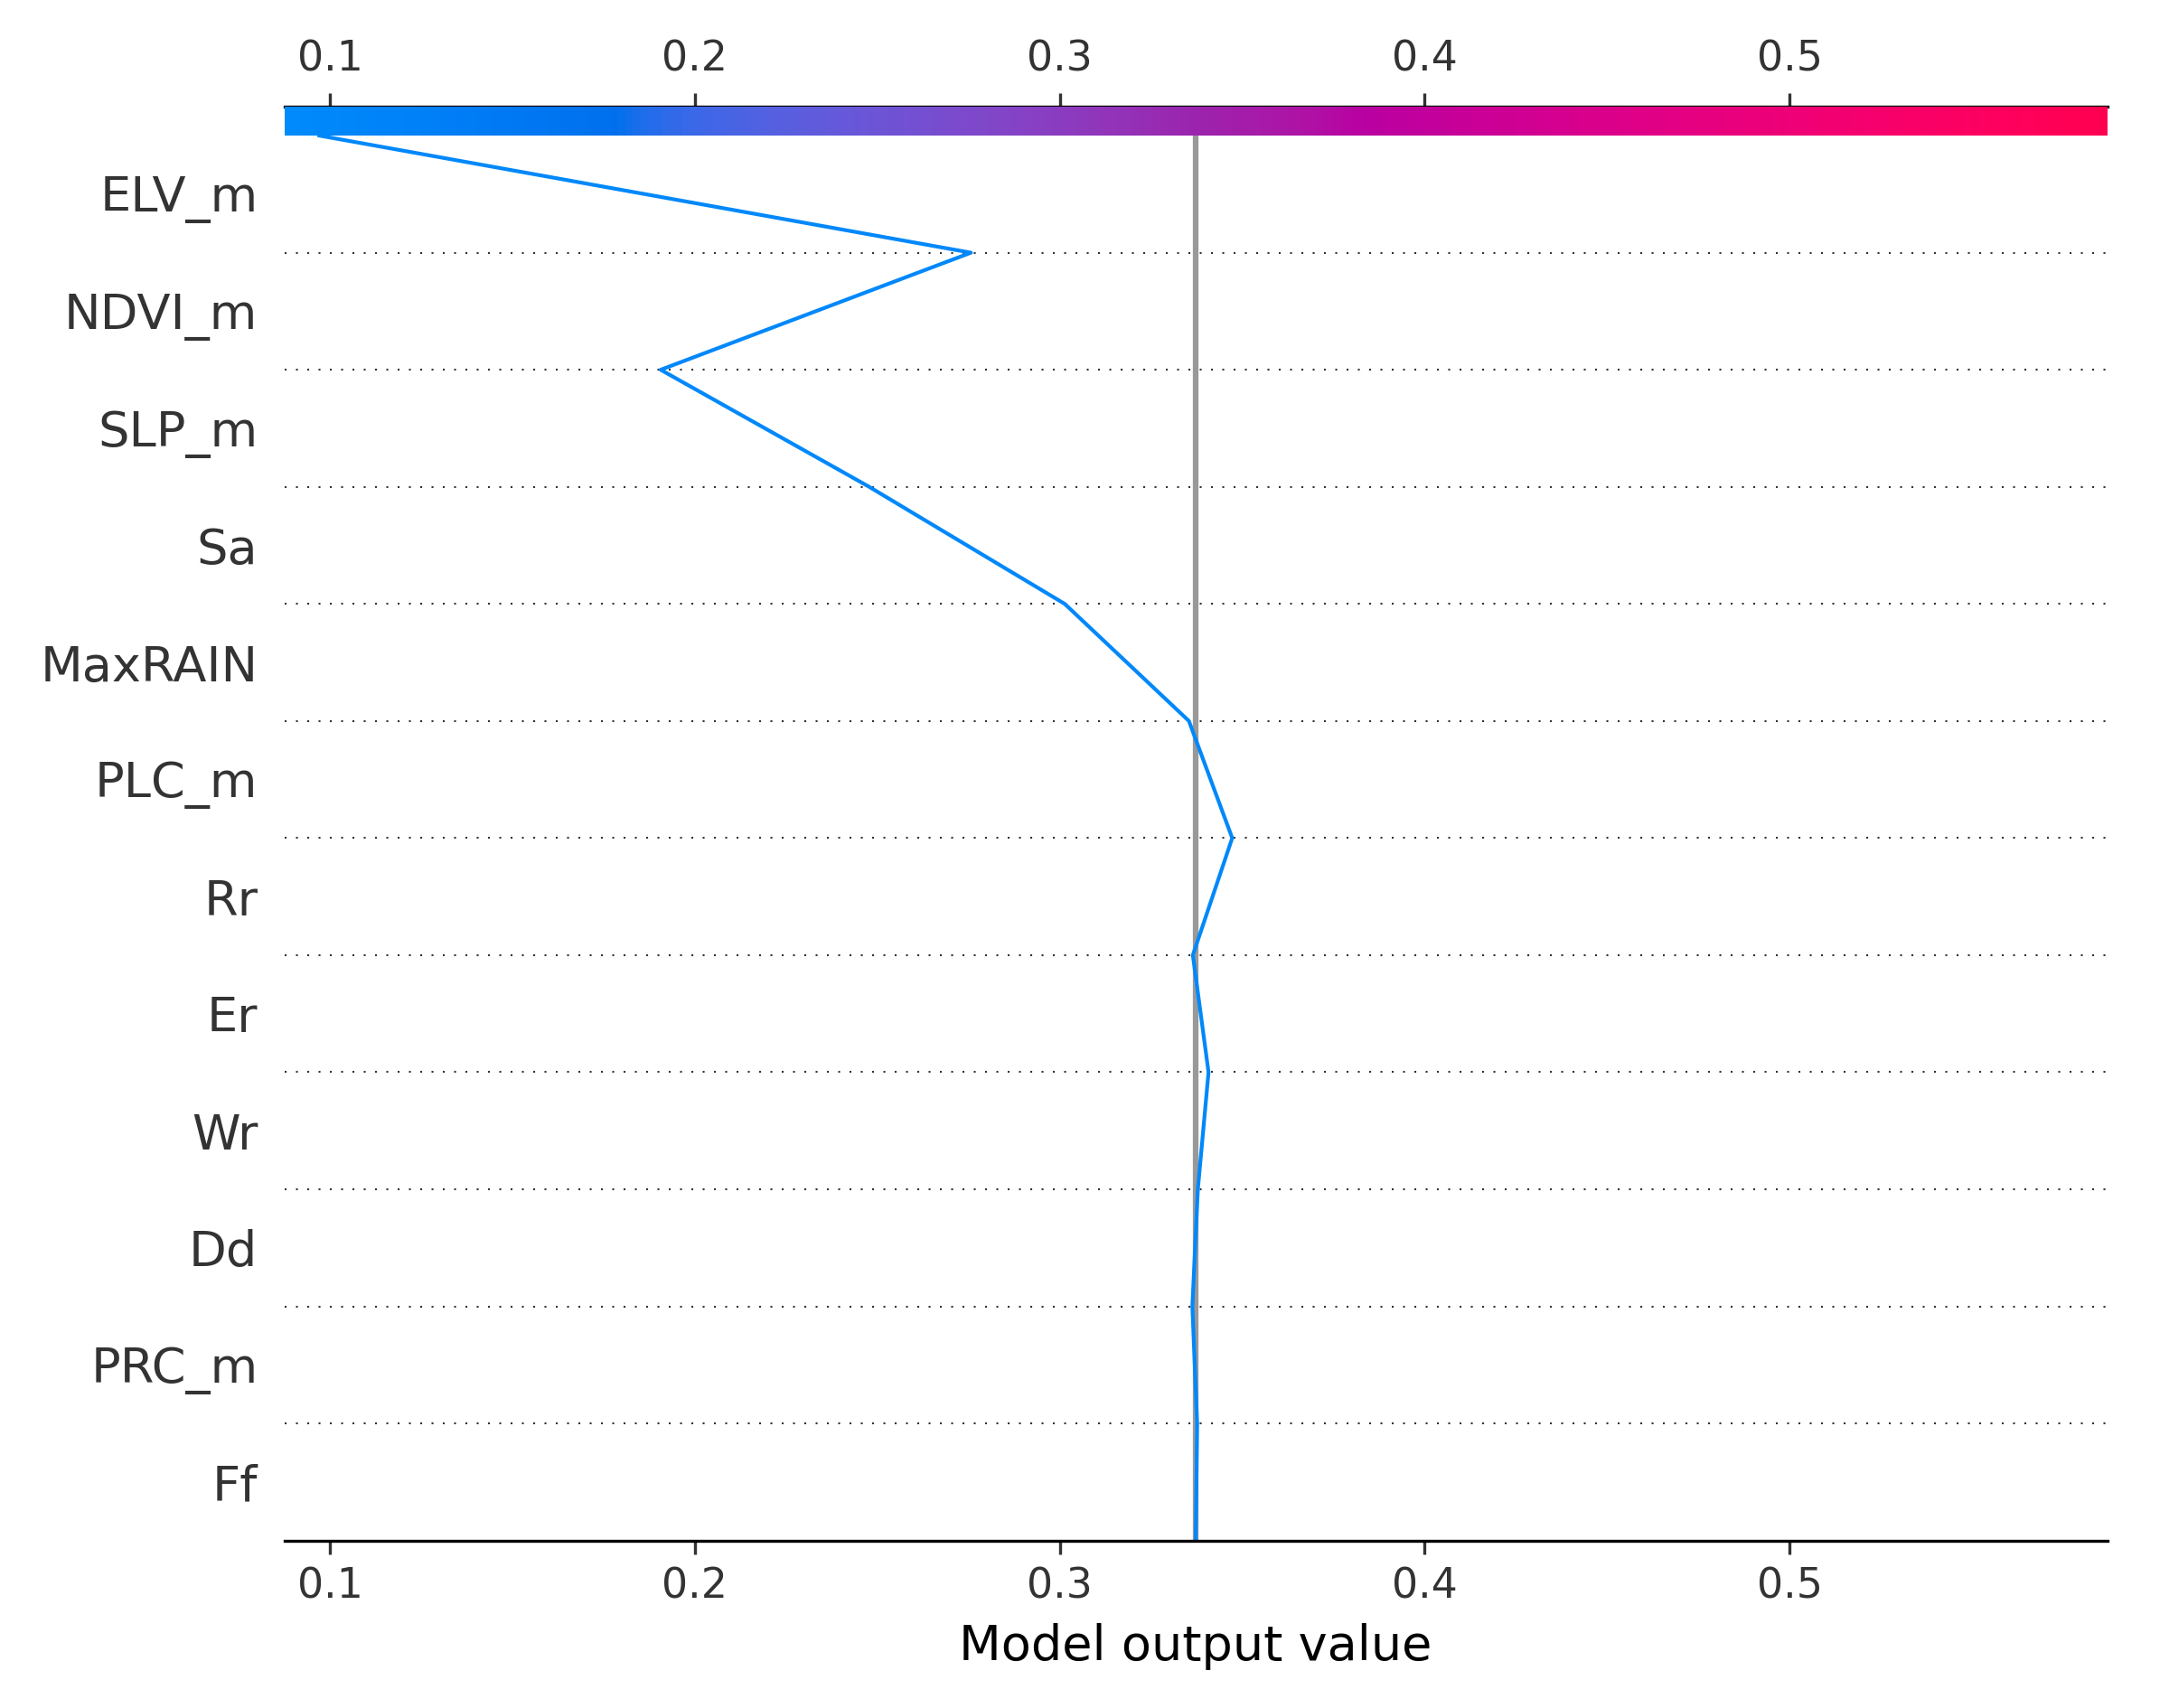 0.1 0.2 0.3 0.4 0.5
ELV_m
NDVI_m
SLP_m
Sa
MaxRAIN
PLC_m
Rr
Er
Wr
Dd
PRC_m
Ff
0.1 0.2 0.3 0.4 0.5
Model output value